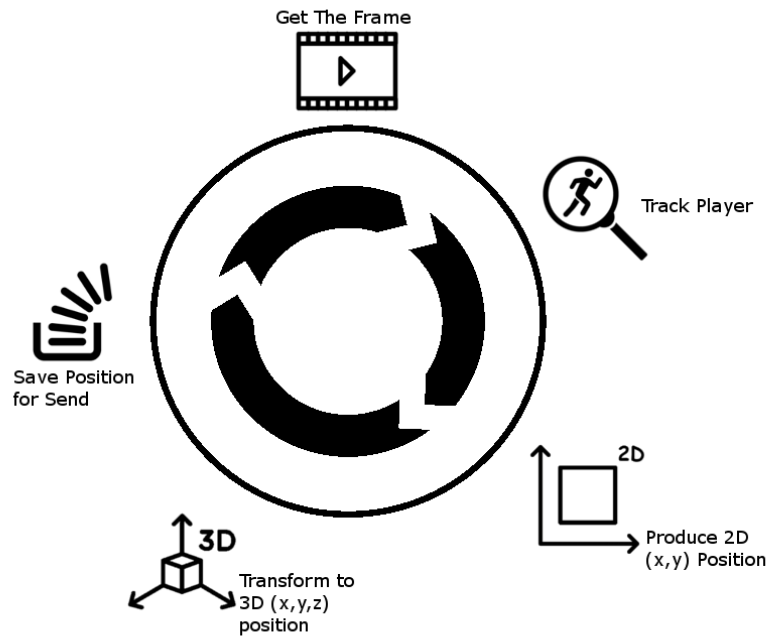 Get The Frame
Track Player
2D
Produce 2D
(x,y) Position
3D
Transform to
3D (x,y,z)
position
Save Position
for Send